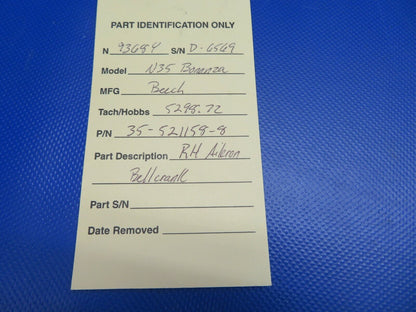 PART IDENTIFICATION ONLY
N 9368Y S/N D-6569
Model N35 Bonanza
MFG Beech
Tach/Hobbs 5298.72
P/N 35-521158-8
Part Description RH Aileron
Bellcrank
Part S/N
Date Removed